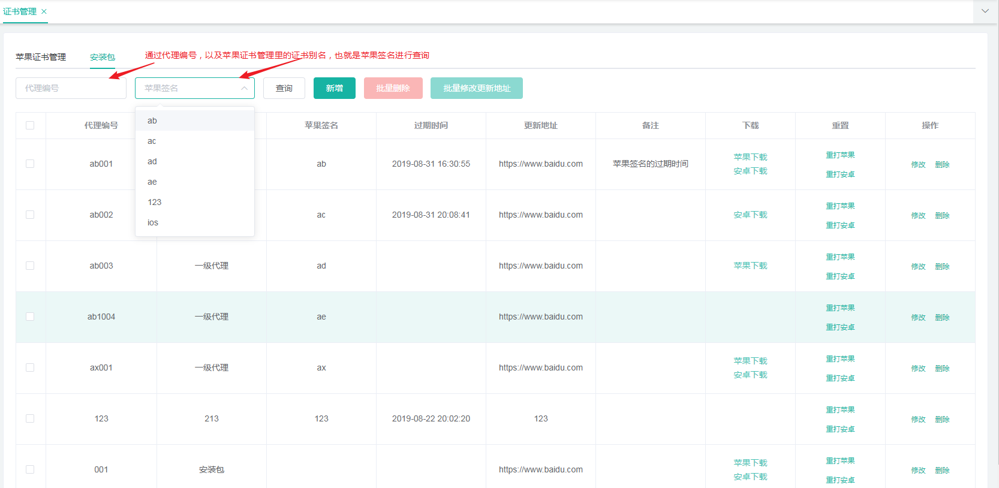 证书管理
苹果证书管理
安装包
通过代理编号，以及苹果证书管理里的证书别名，也就是苹果签名进行查询
代理编号
苹果签名
查询
新增
批量删除
批量修改更新地址
ab
ac
ad
ae
123
ios
代理编号
苹果签名
过期时间
更新地址
备注
下载
重置
操作
ab001
ab
2019-08-31 16:30:55
https://www.baidu.com
苹果签名的过期时间
苹果下载
安卓下载
重打苹果
重打安卓
修改 删除
ab002
ac
2019-08-31 20:08:41
https://www.baidu.com
安卓下载
重打苹果
重打安卓
修改 删除
ab003
一级代理
ad
https://www.baidu.com
苹果下载
重打苹果
重打安卓
修改 删除
ab1004
一级代理
ae
https://www.baidu.com
重打苹果
重打安卓
修改 删除
ax001
一级代理
ax
https://www.baidu.com
苹果下载
安卓下载
重打苹果
重打安卓
修改 删除
123
213
123
2019-08-22 20:02:20
123
重打苹果
重打安卓
修改 删除
001
安装包
https://www.baidu.com
苹果下载
安卓下载
重打苹果
重打安卓
修改 删除